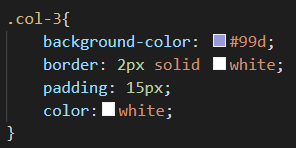 .col-3{
    background-color: #99d;
    border: 2px solid white;
    padding: 15px;
    color:white;
}